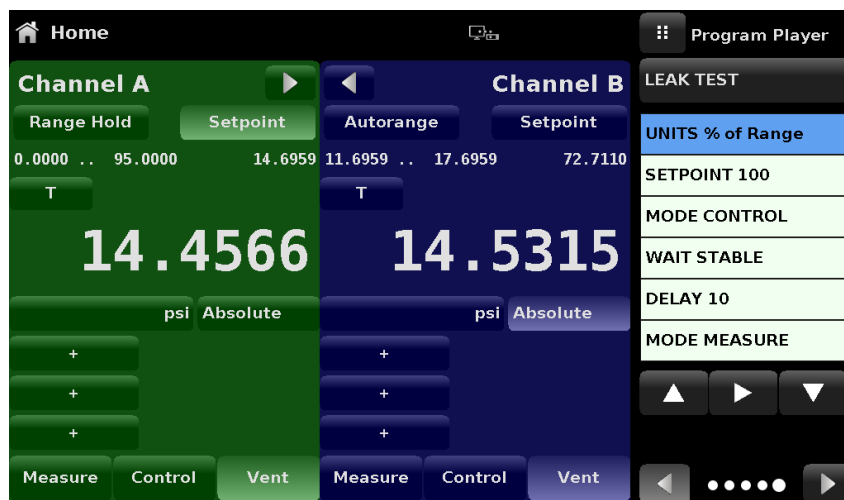 Home
Program Player
Channel A
Channel B
LEAK TEST
Range Hold
Setpoint
Autorange
Setpoint
UNITS % of Range
0.0000 .. 95.0000
14.6959
11.6959 .. 17.6959
72.7110
SETPOINT 100
T
T
MODE CONTROL
14.4566
14.5315
WAIT STABLE
psi
Absolute
psi
Absolute
DELAY 10
MODE MEASURE
+
+
+
+
+
+
Measure
Control
Vent
Measure
Control
Vent